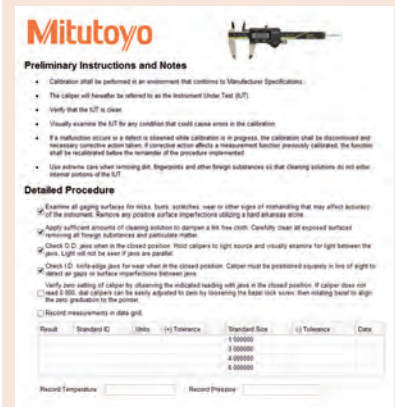 Mitutoyo
Preliminary Instructions and Notes
• Calibration shall be performed in an environment that conforms to Manufacturer Specifications.
• The caliper will hereafter be referred to as the Instrument Under Test (IUT).
• Verify that the IUT is clean.
• Visually examine the IUT for any condition that could cause errors in the calibration.
• If a malfunction occurs or a defect is observed while calibration is in progress, the calibration shall be discontinued and
necessary corrective action taken; if corrective action affects a measurement function previously calibrated, the function
shall be recalibrated before the remainder of the procedure implemented.
• Use extreme care when removing dirt, fingerprints and other foreign substances so that cleaning solutions do not enter
internal portions of the IUT.
Detailed Procedure
Examine all gaging surfaces for nicks, burrs, scratches, wear or other signs of mishandling that may affect accuracy
of the instrument. Remove any positive surface imperfections utilizing a hard arkansas stone.
Apply sufficient amounts of cleaning solution to dampen a lint free cloth. Carefully clean all exposed surfaced
removing all foreign substances and particulate matter.
Check O.D. jaws when in the closed position. Hold calipers to light source and visually examine for light between the
jaws. Light will not be seen if jaws are parallel.
Check I.D. knife-edge jaws for wear when in the closed position. Caliper must be positioned squarely in line of sight to
detect air gaps or surface imperfections between jaws.
Verify zero setting of caliper by observing the indicated reading with jaws in the closed position. If caliper does not
read 0.000, dial calipers can be easily adjusted to zero by loosening the bezel lock screw, then rotating bezel to align
the zero graduation to the pointer.
Record measurements in data grid.
Result Standard ID Units (+) Tolerance Standard Size (-) Tolerance Data
1.000000
3.000000
4.000000
6.000000
Record Temperature Record Pressure